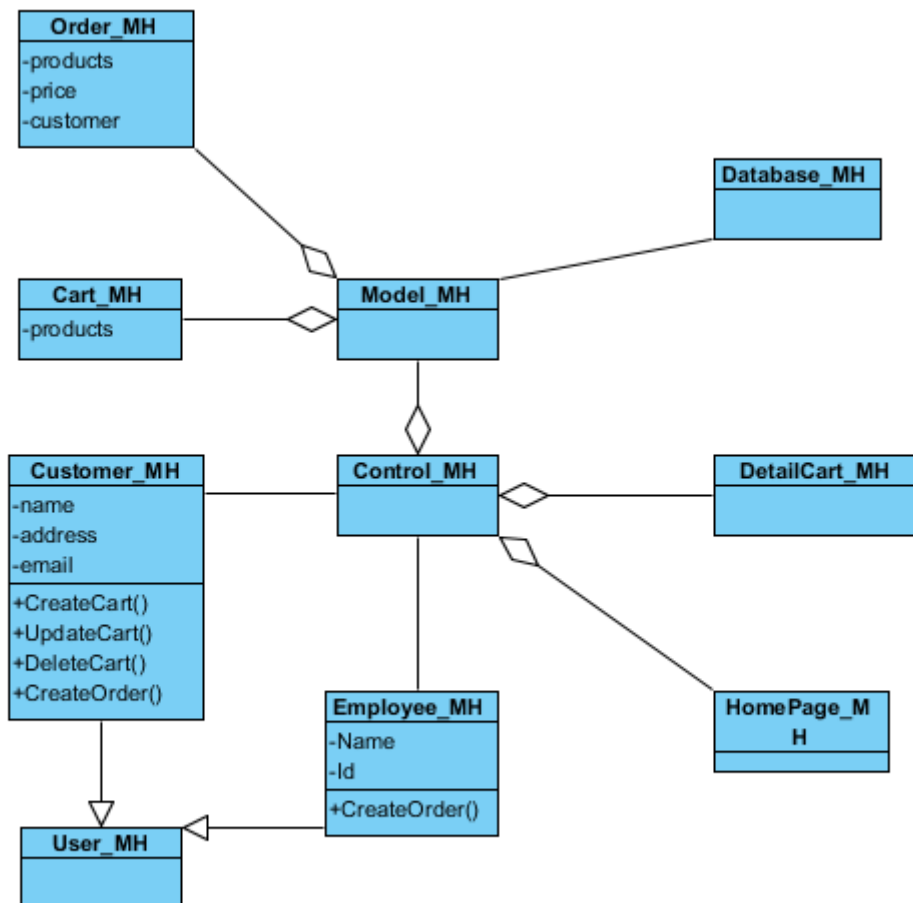 Order_MH
-products
-price
-customer
Database_MH
Cart_MH
-products
Model_MH
Customer_MH
-name
-address
-email
+CreateCart()
+UpdateCart()
+DeleteCart()
+CreateOrder()
Control_MH
DetailCart_MH
Employee_MH
-Name
-Id
+CreateOrder()
HomePage_M
H
User_MH